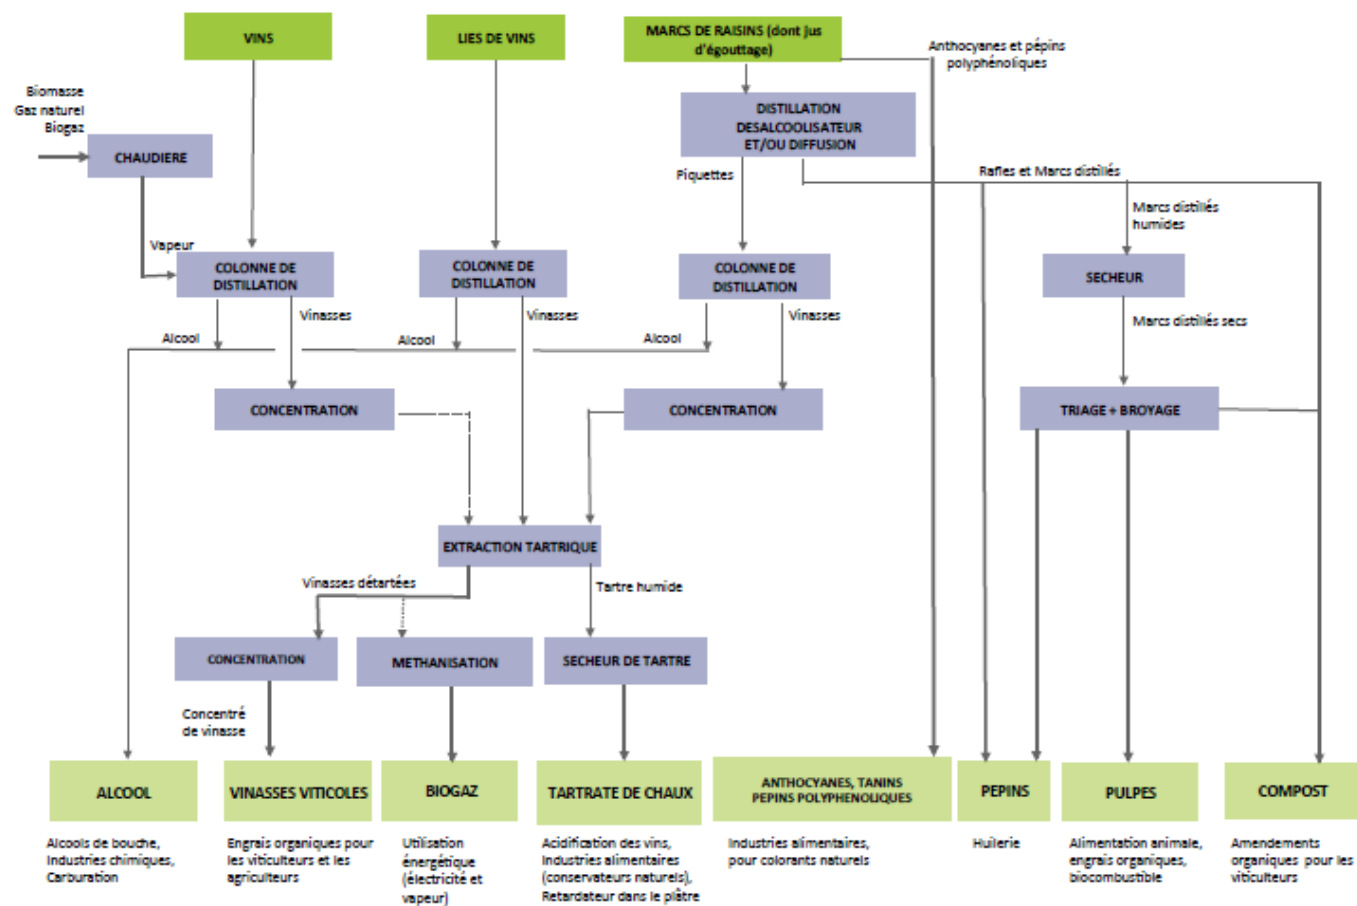 VINS
LIES DE VINS
MARCS DE RAISINS (dont jus
d'égouttage)
Anthocyanes et pépins
polyphénoliques
Biomasse
Gaz naturel
Biogaz
CHAUDIERE
DISTILLATION
DESALCOOLISATEUR
ET/OU DIFFUSION
Piquettes
Rafles et Marcs distillés
Marcs distillés
humides
Vapeur
COLONNE DE
DISTILLATION
COLONNE DE
DISTILLATION
COLONNE DE
DISTILLATION
SECHEUR
Vinasses
Vinasses
Vinasses
Marcs distillés secs
Alcool
Alcool
Alcool
CONCENTRATION
CONCENTRATION
TRIAGE + BROYAGE
EXTRACTION TARTRIQUE
Vinasses détartées
Tartre humide
CONCENTRATION
METHANISATION
SECHEUR DE TARTRE
Concentré
de vinasse
ALCOOL
VINASSES VITICOLES
BIOGAZ
TARTRATE DE CHAUX
ANTHOCYANES, TANINS
PEPINS POLYPHENOLIQUES
PEPINS
PULPES
COMPOST
Alcools de bouche,
Industries chimiques,
Carburation
Engrais organiques pour
les viticulteurs et les
agriculteurs
Utilisation
énergétique
(électricité et
vapeur)
Acidification des vins,
Industries alimentaires
(conservateurs naturels),
Retardateur dans le plâtre
Industries alimentaires,
pour colorants naturels
Huilerie
Alimentation animale,
engrais organiques,
biocombustible
Amendements
organiques pour les
viticulteurs